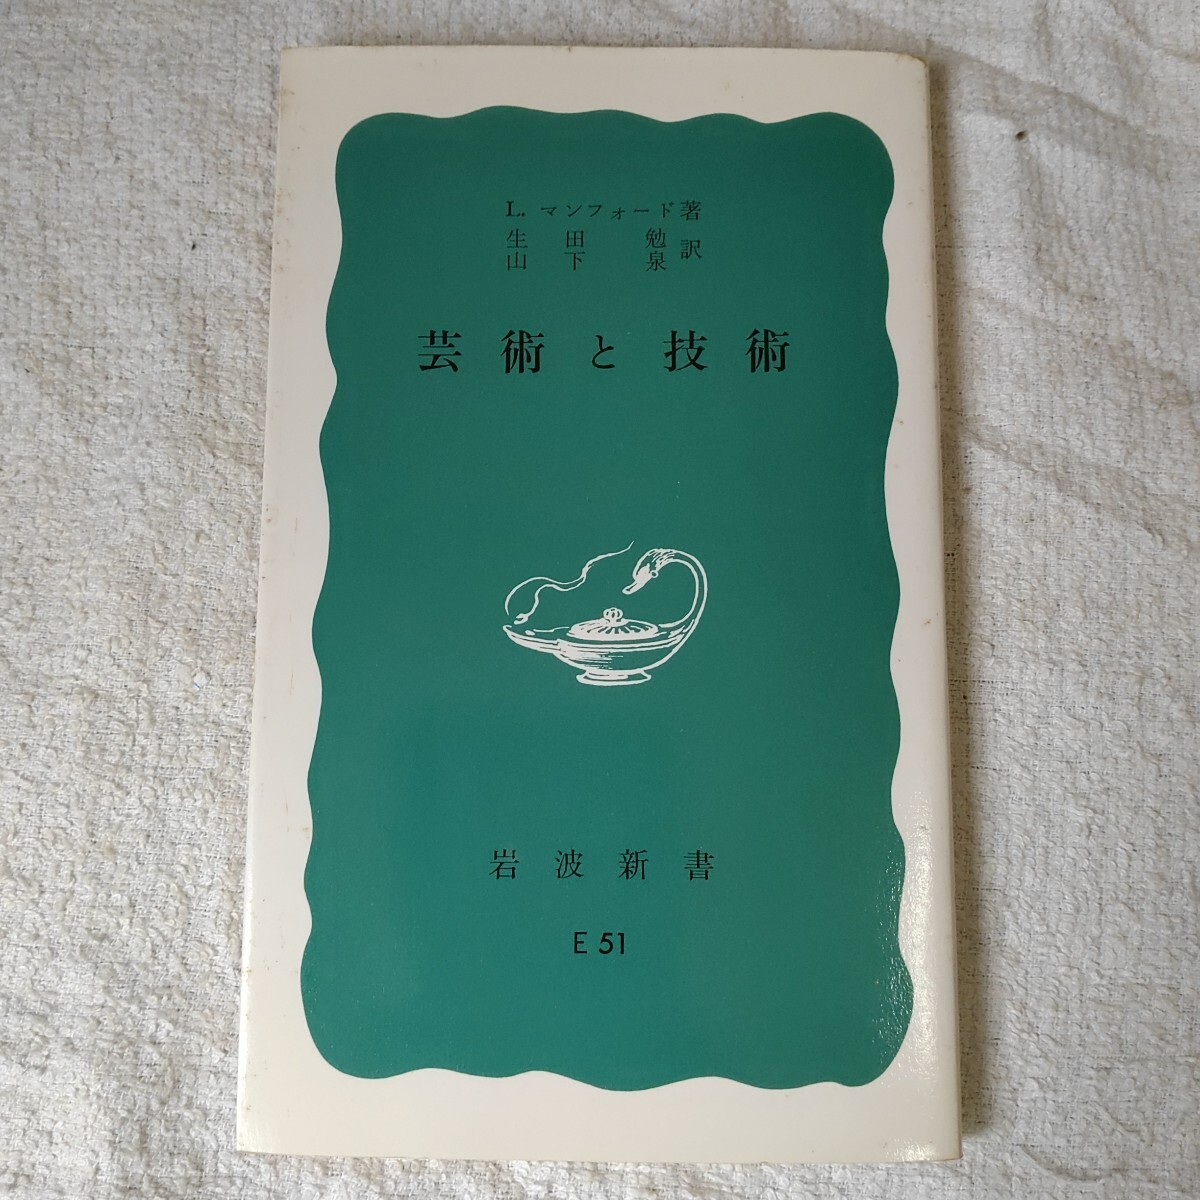 L. マンフォード著
生田勉
山下泉 訳
芸術と技術
岩波新書
E 51